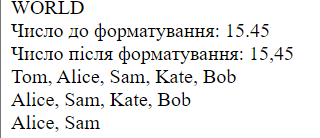 WORLD
Число до форматування: 15.45
Число після форматування: 15,45
Tom, Alice, Sam, Kate, Bob
Alice, Sam, Kate, Bob
Alice, Sam